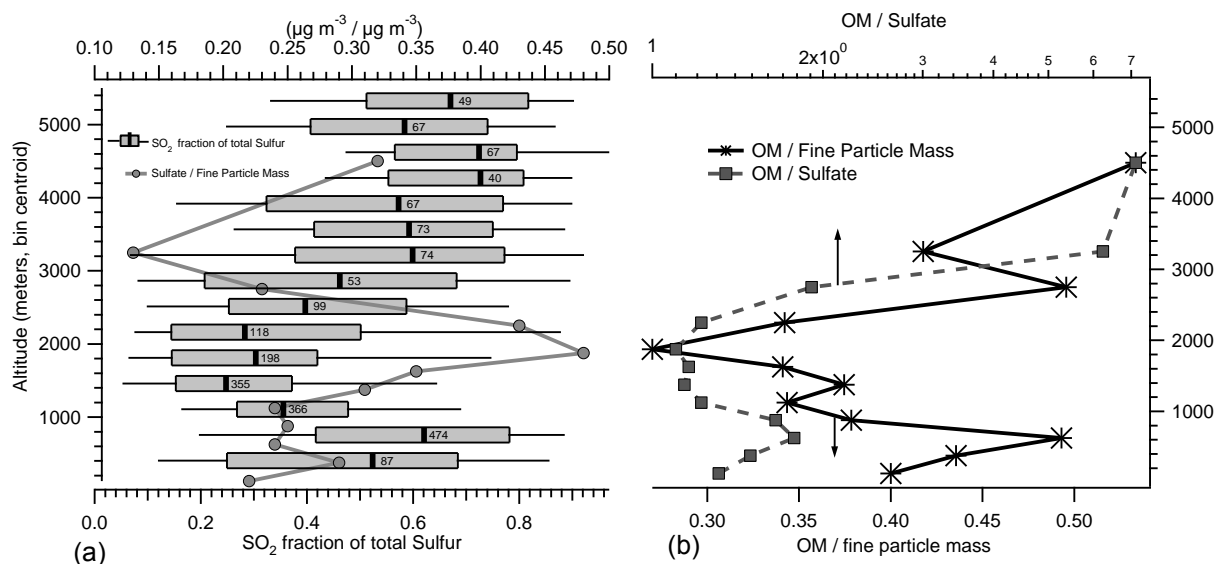 (µg m⁻³ / µg m⁻³)
0.10 0.15 0.20 0.25 0.30 0.35 0.40 0.45 0.50
Altitude (meters, bin centroid)
5000
4000
3000
2000
1000
SO₂ fraction of total Sulfur
Sulfate / Fine Particle Mass
49
67
67
40
67
73
74
53
99
118
198
355
366
474
87
0.0 0.2 0.4 0.6 0.8
(a)
SO₂ fraction of total Sulfur
OM / Sulfate
1 2x10⁰ 3 4 5 6 7
OM / Fine Particle Mass
OM / Sulfate
5000
4000
3000
2000
1000
0
0.30 0.35 0.40 0.45 0.50
(b)
OM / fine particle mass